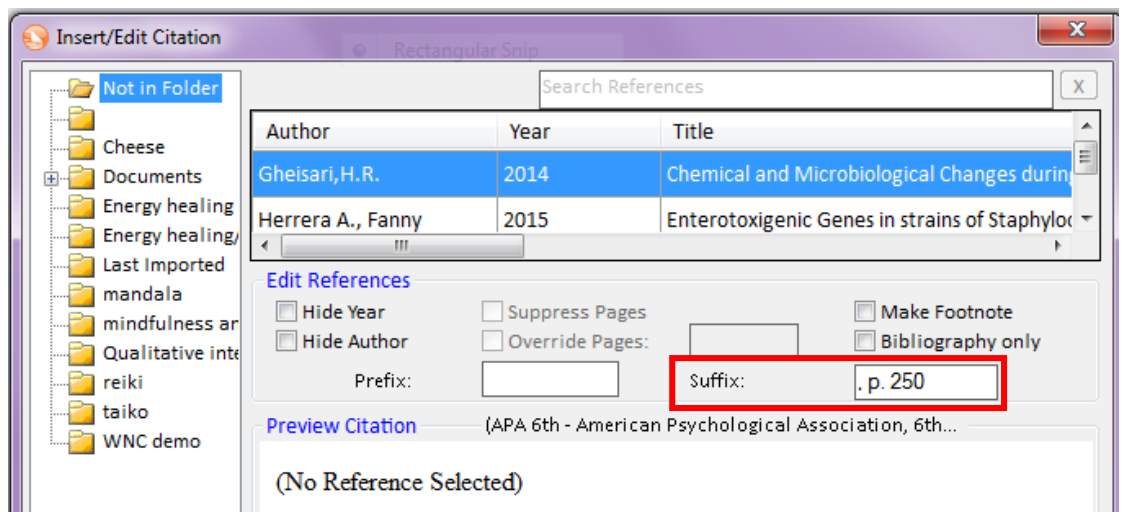 Insert/Edit Citation
Rectangular Snip
Not in Folder
Cheese
Documents
Energy healing
Energy healing/
Last Imported
mandala
mindfulness ar
Qualitative inte
reiki
taiko
WNC demo
Search References
X
Author Year Title
Gheisari,H.R. 2014 Chemical and Microbiological Changes during
Herrera A., Fanny 2015 Enterotoxigenic Genes in strains of Staphyloc
Edit References
Hide Year Suppress Pages Make Footnote
Hide Author Override Pages: Bibliography only
Prefix: Suffix: , p. 250
Preview Citation (APA 6th - American Psychological Association, 6th...
(No Reference Selected)